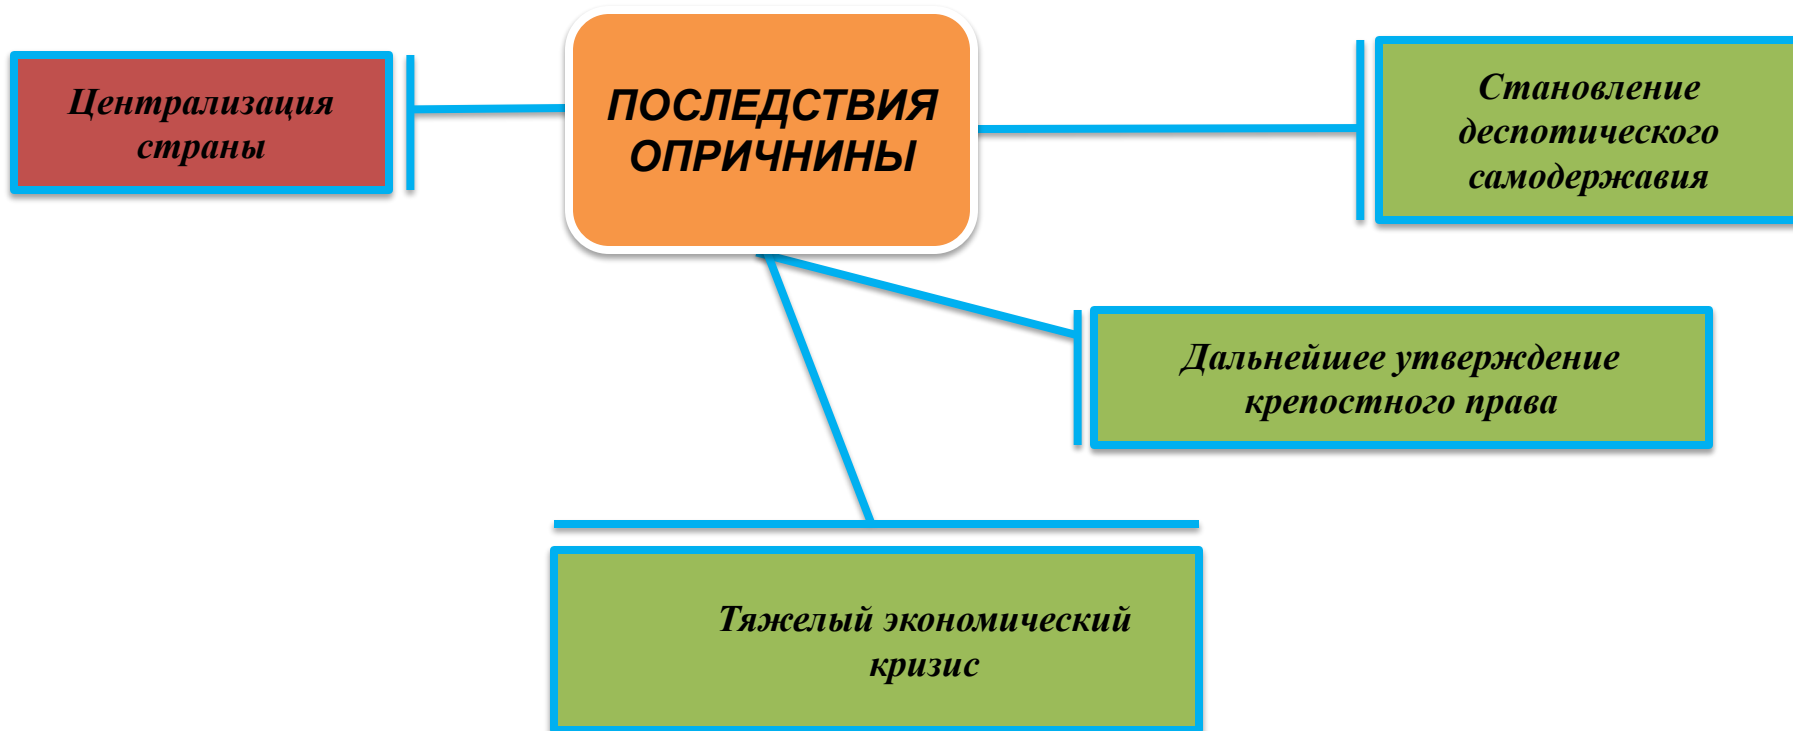 ПОСЛЕДСТВИЯ
ОПРИЧНИНЫ
Централизация
страны
Становление
деспотического
самодержавия
Дальнейшее утверждение
крепостного права
Тяжелый экономический
кризис